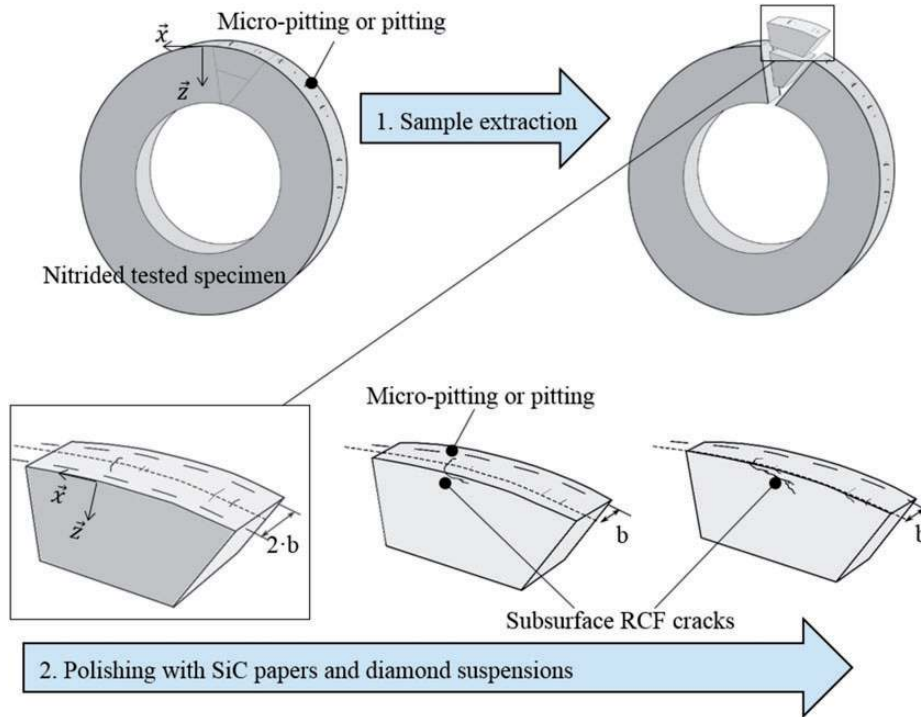 Micro-pitting or pitting
x
z
1. Sample extraction
Nitrided tested specimen
Micro-pitting or pitting
x
z
2·b
b
b
Subsurface RCF cracks
2. Polishing with SiC papers and diamond suspensions